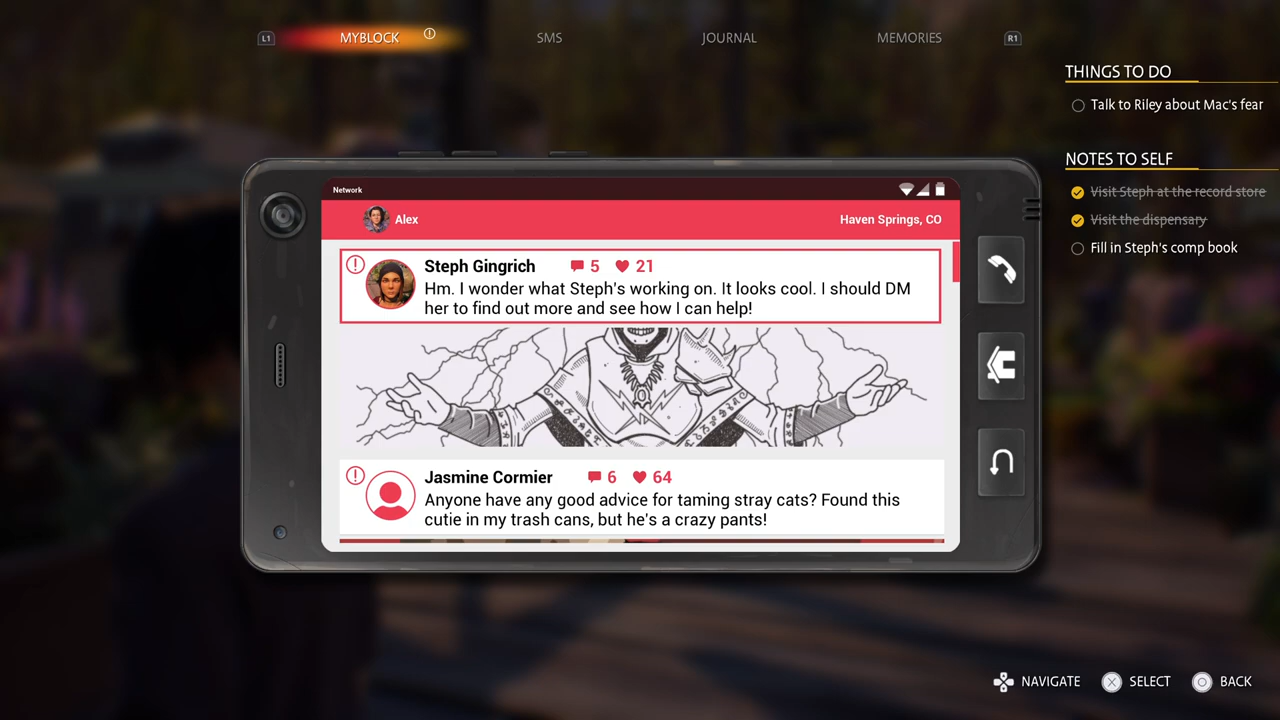 L1
MYBLOCK
SMS
JOURNAL
MEMORIES
R1
THINGS TO DO
Talk to Riley about Mac's fear
NOTES TO SELF
Visit Steph at the record store
Visit the dispensary
Fill in Steph's comp book
Network
Alex
Haven Springs, CO
Steph Gingrich 5 21
Hm. I wonder what Steph's working on. It looks cool. I should DM
her to find out more and see how I can help!
Jasmine Cormier 6 64
Anyone have any good advice for taming stray cats? Found this
cutie in my trash cans, but he's a crazy pants!
NAVIGATE
SELECT
BACK